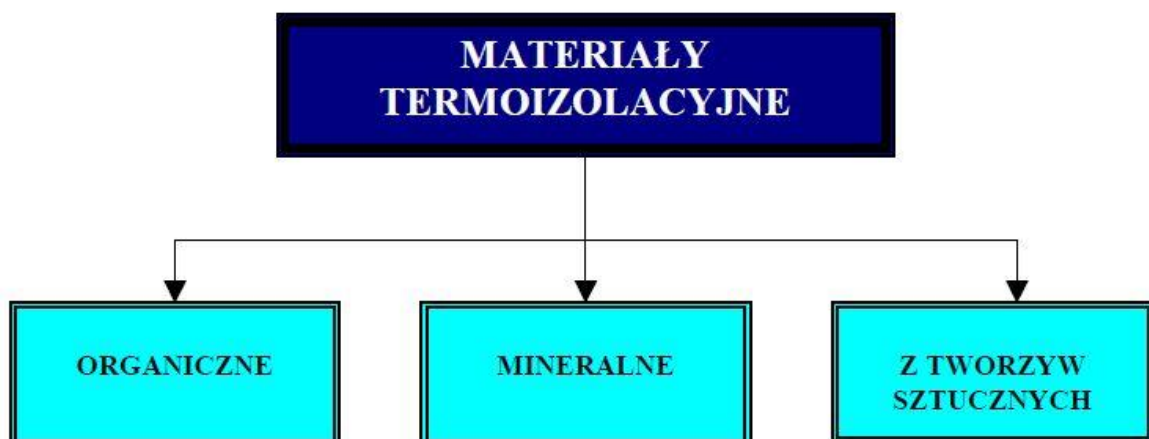 MATERIAŁY
TERMOIZOLACYJNE
ORGANICZNE
MINERALNE
Z TWORZYW
SZTUCZNYCH